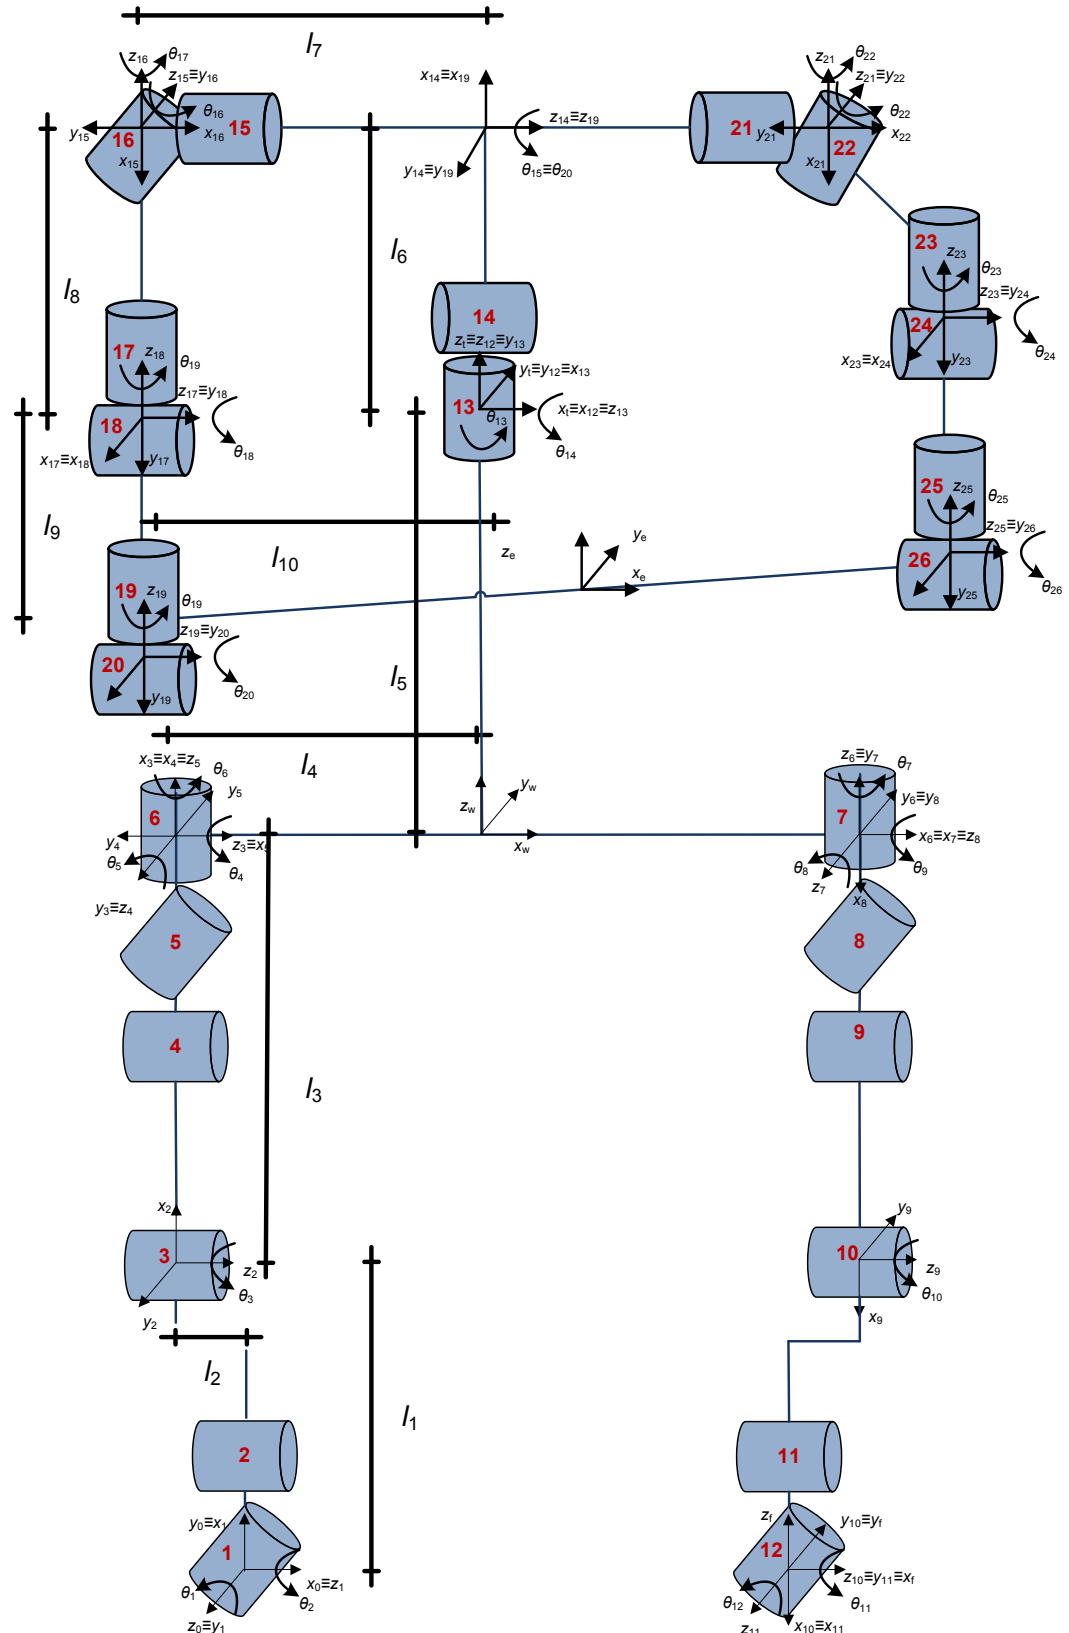 l7
z16 θ17
z15≡y16
θ16
y15 16 x16 15
x15
x14≡x19
z14≡z19
y14≡y19 θ15≡θ20
z21 θ22
z21≡y22
θ22
21 y21 22 x22
x21
l6
l8
23 z23 θ23
z23≡y24
24
x23≡x24 y23 θ24
14
zt≡z12≡y13
yt≡y12≡x13
13 θ13 xt≡x12≡z13
θ14
17 z18 θ19
z17≡y18
18
x17≡x18 y17 θ18
l9
l10
25 z25 θ25
z25≡y26
26
y25 θ26
ze ye
xe
19 z19 θ19
z19≡y20
20
y19 θ20
l5
l4
x3≡x4≡z5 θ6
y5
6
y4 z3≡x5
θ5 θ4
y3≡z4
zw yw
xw
z6≡y7 θ7
y6≡y8
7 x6≡x7≡z8
θ8 θ9
z7 x8
5
8
4
9
l3
x2
3 z2
θ3
y2
y9
10 z9
θ10
x9
l2
l1
2
11
y0≡x1
1 x0≡z1
θ1 θ2
z0≡y1
zf y10≡yf
12 z10≡y11≡xf
θ12 θ11
z11 x10≡x11